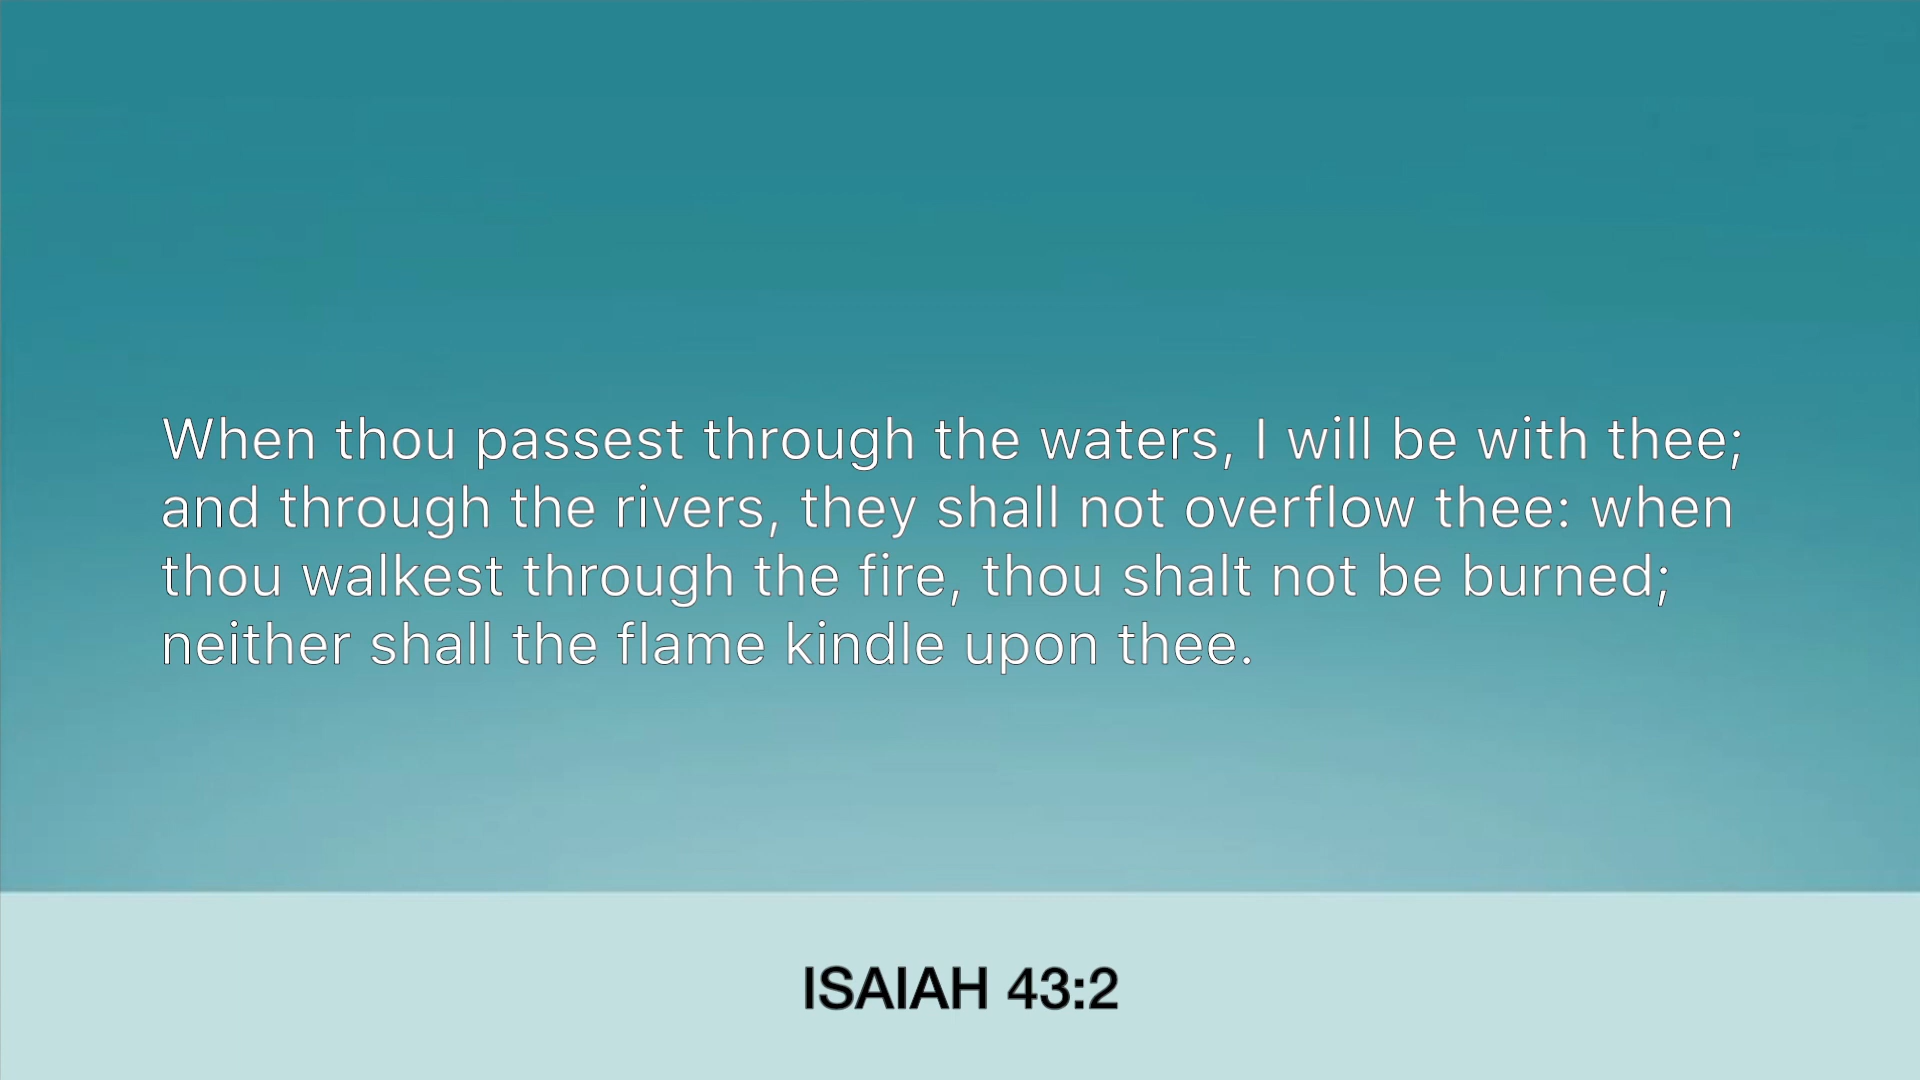 When thou passest through the waters, I will be with thee;
and through the rivers, they shall not overflow thee: when
thou walkest through the fire, thou shalt not be burned;
neither shall the flame kindle upon thee.
ISAIAH 43:2